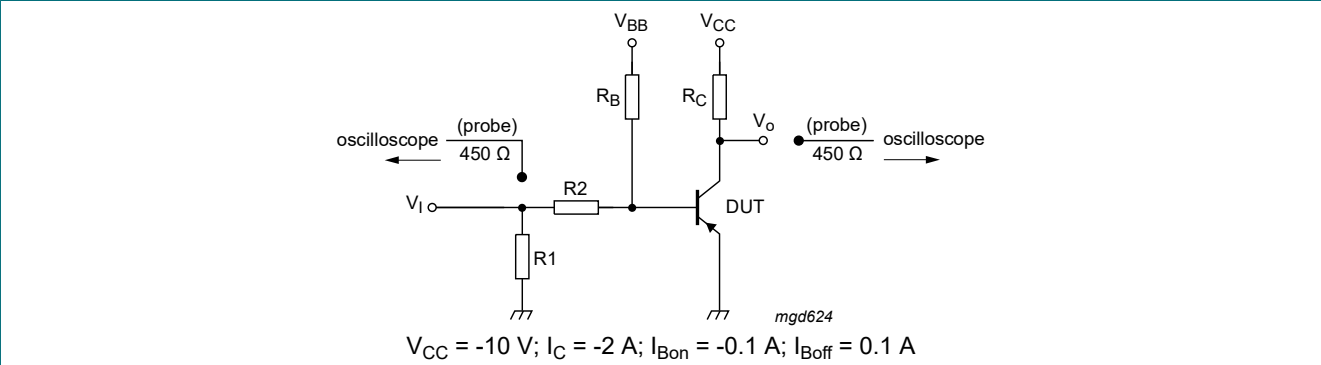 V_BB
V_CC
R_B
R_C
V_o
(probe)
450 Ω
oscilloscope
(probe)
450 Ω
oscilloscope
R2
V_I
DUT
R1
mgd624
V_CC = -10 V; I_C = -2 A; I_Bon = -0.1 A; I_Boff = 0.1 A